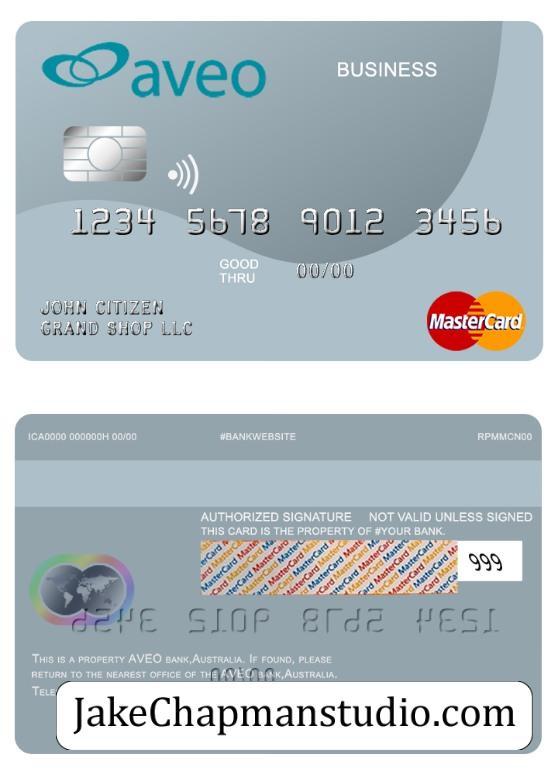 aveo
BUSINESS
1234 5678 9012 3456
GOOD THRU 00/00
JOHN CITIZEN
GRAND SHOP LLC
MasterCard
ICA0000 000000H 00/00 #BANKWEBSITE RPMMCN00
AUTHORIZED SIGNATURE NOT VALID UNLESS SIGNED
THIS CARD IS THE PROPERTY OF #YOUR BANK.
999
THIS IS A PROPERTY AVEO BANK,AUSTRALIA. IF FOUND, PLEASE
RETURN TO THE NEAREST OFFICE OF THE AVEO BANK,AUSTRALIA.
JakeChapmanstudio.com